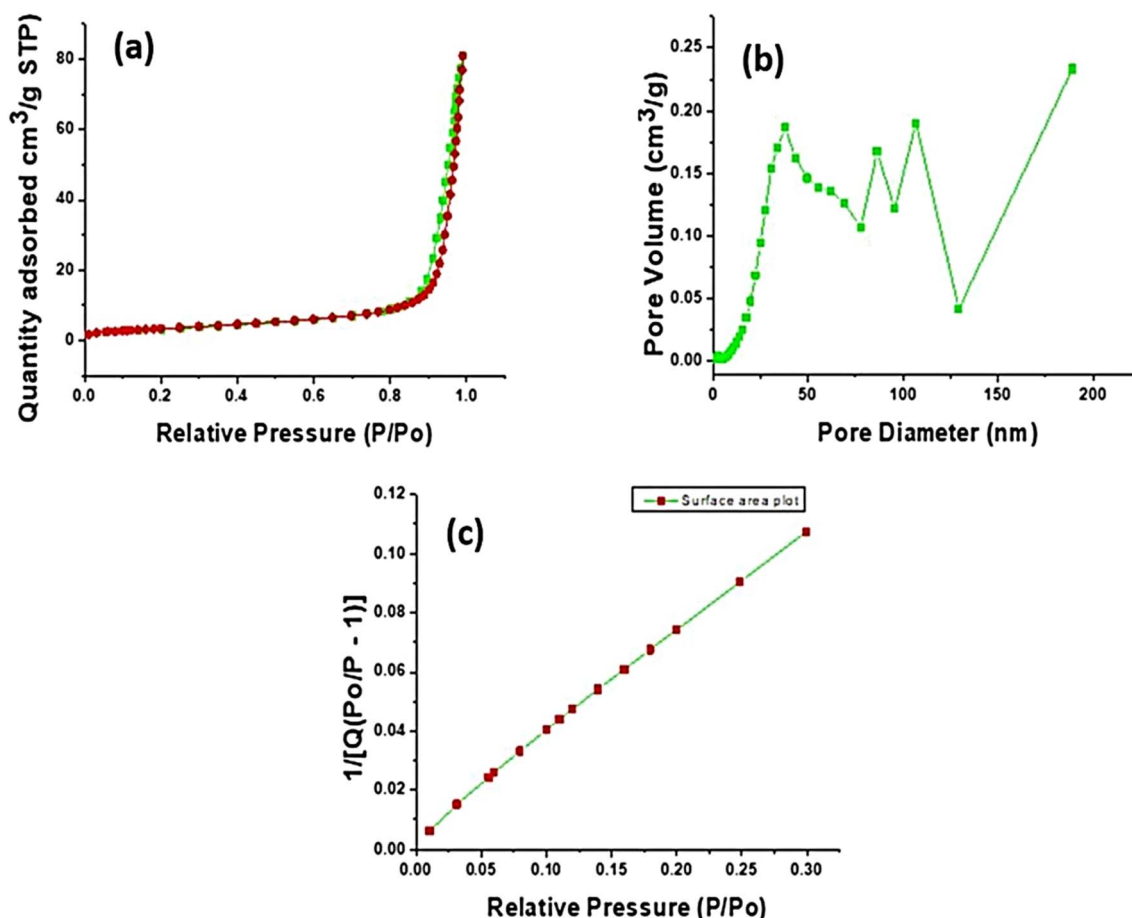 (a)
Quantity adsorbed cm³/g STP)
80
60
40
20
0
0.0 0.2 0.4 0.6 0.8 1.0
Relative Pressure (P/Po)
(b)
Pore Volume (cm³/g)
0.25
0.20
0.15
0.10
0.05
0.00
0 50 100 150 200
Pore Diameter (nm)
(c)
Surface area plot
1/[Q(Po/P - 1)]
0.12
0.10
0.08
0.06
0.04
0.02
0.00
0.00 0.05 0.10 0.15 0.20 0.25 0.30
Relative Pressure (P/Po)